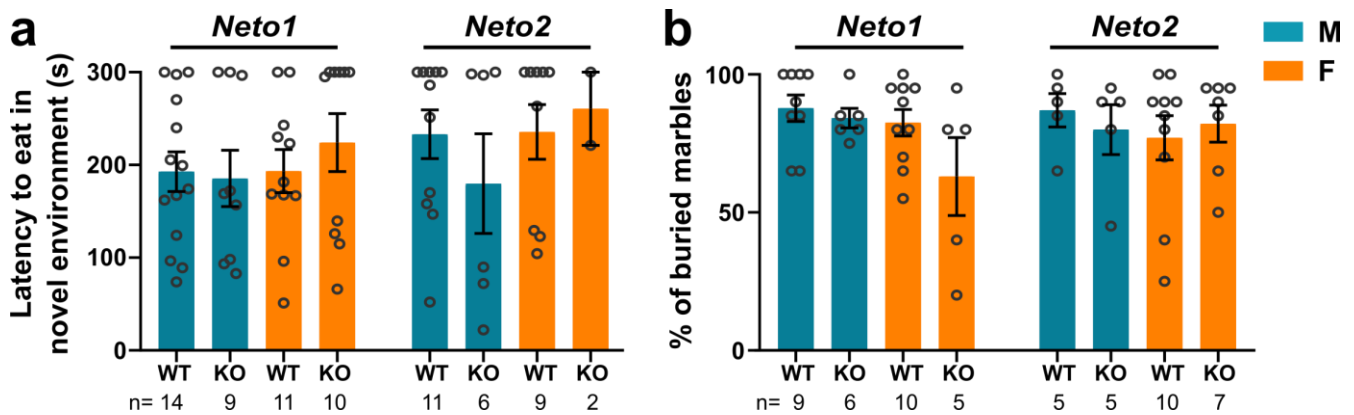 a
Neto1 Neto2
Latency to eat in
novel environment (s)
300
200
100
0
WT KO WT KO WT KO WT KO
n= 14 9 11 10 11 6 9 2
b
Neto1 Neto2
% of buried marbles
100
50
0
WT KO WT KO WT KO WT KO
n= 9 6 10 5 5 5 10 7
M
F